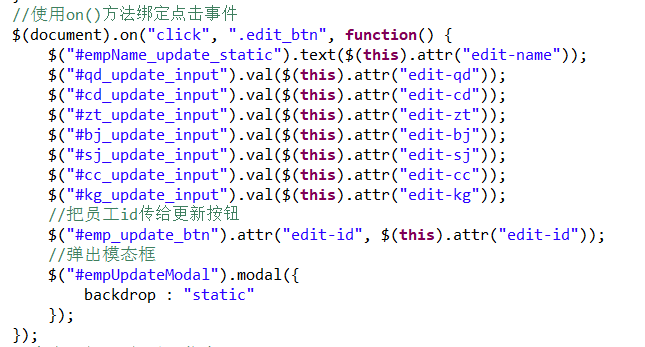 //使用on()方法绑定点击事件
$(document).on("click", ".edit_btn", function() {
$("#empName_update_static").text($(this).attr("edit-name"));
$("#qd_update_input").val($(this).attr("edit-qd"));
$("#cd_update_input").val($(this).attr("edit-cd"));
$("#zt_update_input").val($(this).attr("edit-zt"));
$("#bj_update_input").val($(this).attr("edit-bj"));
$("#sj_update_input").val($(this).attr("edit-sj"));
$("#cc_update_input").val($(this).attr("edit-cc"));
$("#kg_update_input").val($(this).attr("edit-kg"));
//把员工id传给更新按钮
$("#emp_update_btn").attr("edit-id", $(this).attr("edit-id"));
//弹出模态框
$("#empUpdateModal").modal({
backdrop : "static"
});
});